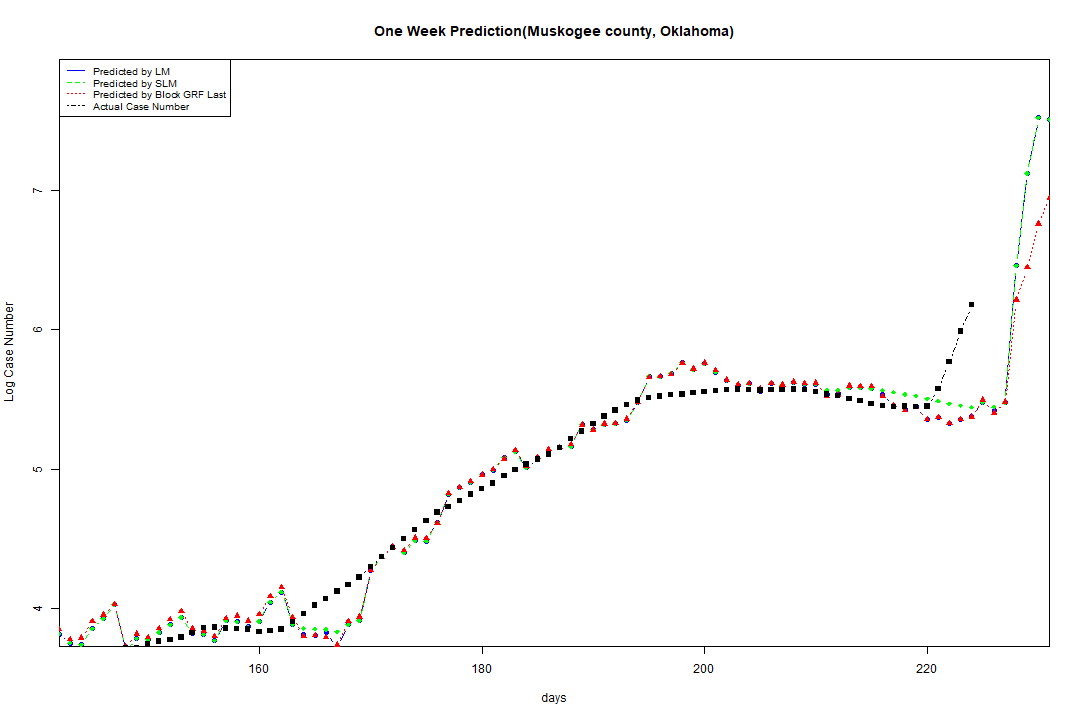 One Week Prediction(Muskogee county, Oklahoma)
Predicted by LM
Predicted by SLM
Predicted by Block GRF Last
Actual Case Number
7
6
5
4
Log Case Number
160 180 200 220
days